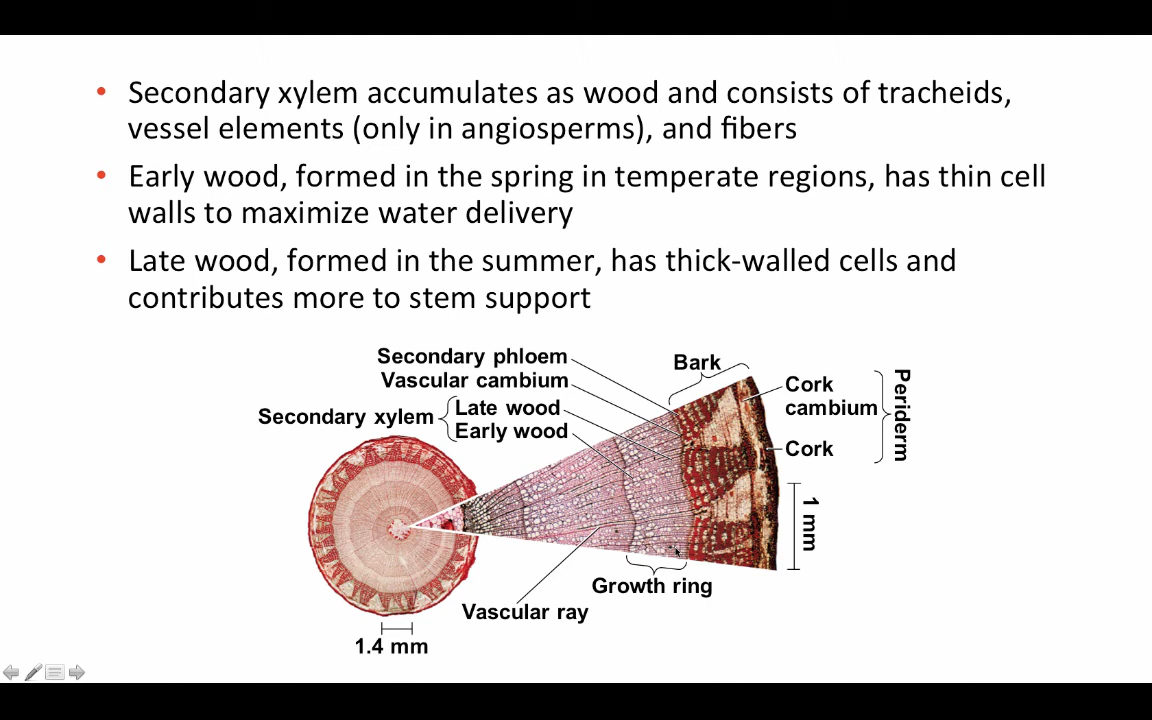 • Secondary xylem accumulates as wood and consists of tracheids,
vessel elements (only in angiosperms), and fibers
• Early wood, formed in the spring in temperate regions, has thin cell
walls to maximize water delivery
• Late wood, formed in the summer, has thick-walled cells and
contributes more to stem support
Secondary phloem
Vascular cambium
Secondary xylem
Late wood
Early wood
Bark
Cork
cambium
Cork
Periderm
1 mm
Growth ring
Vascular ray
1.4 mm